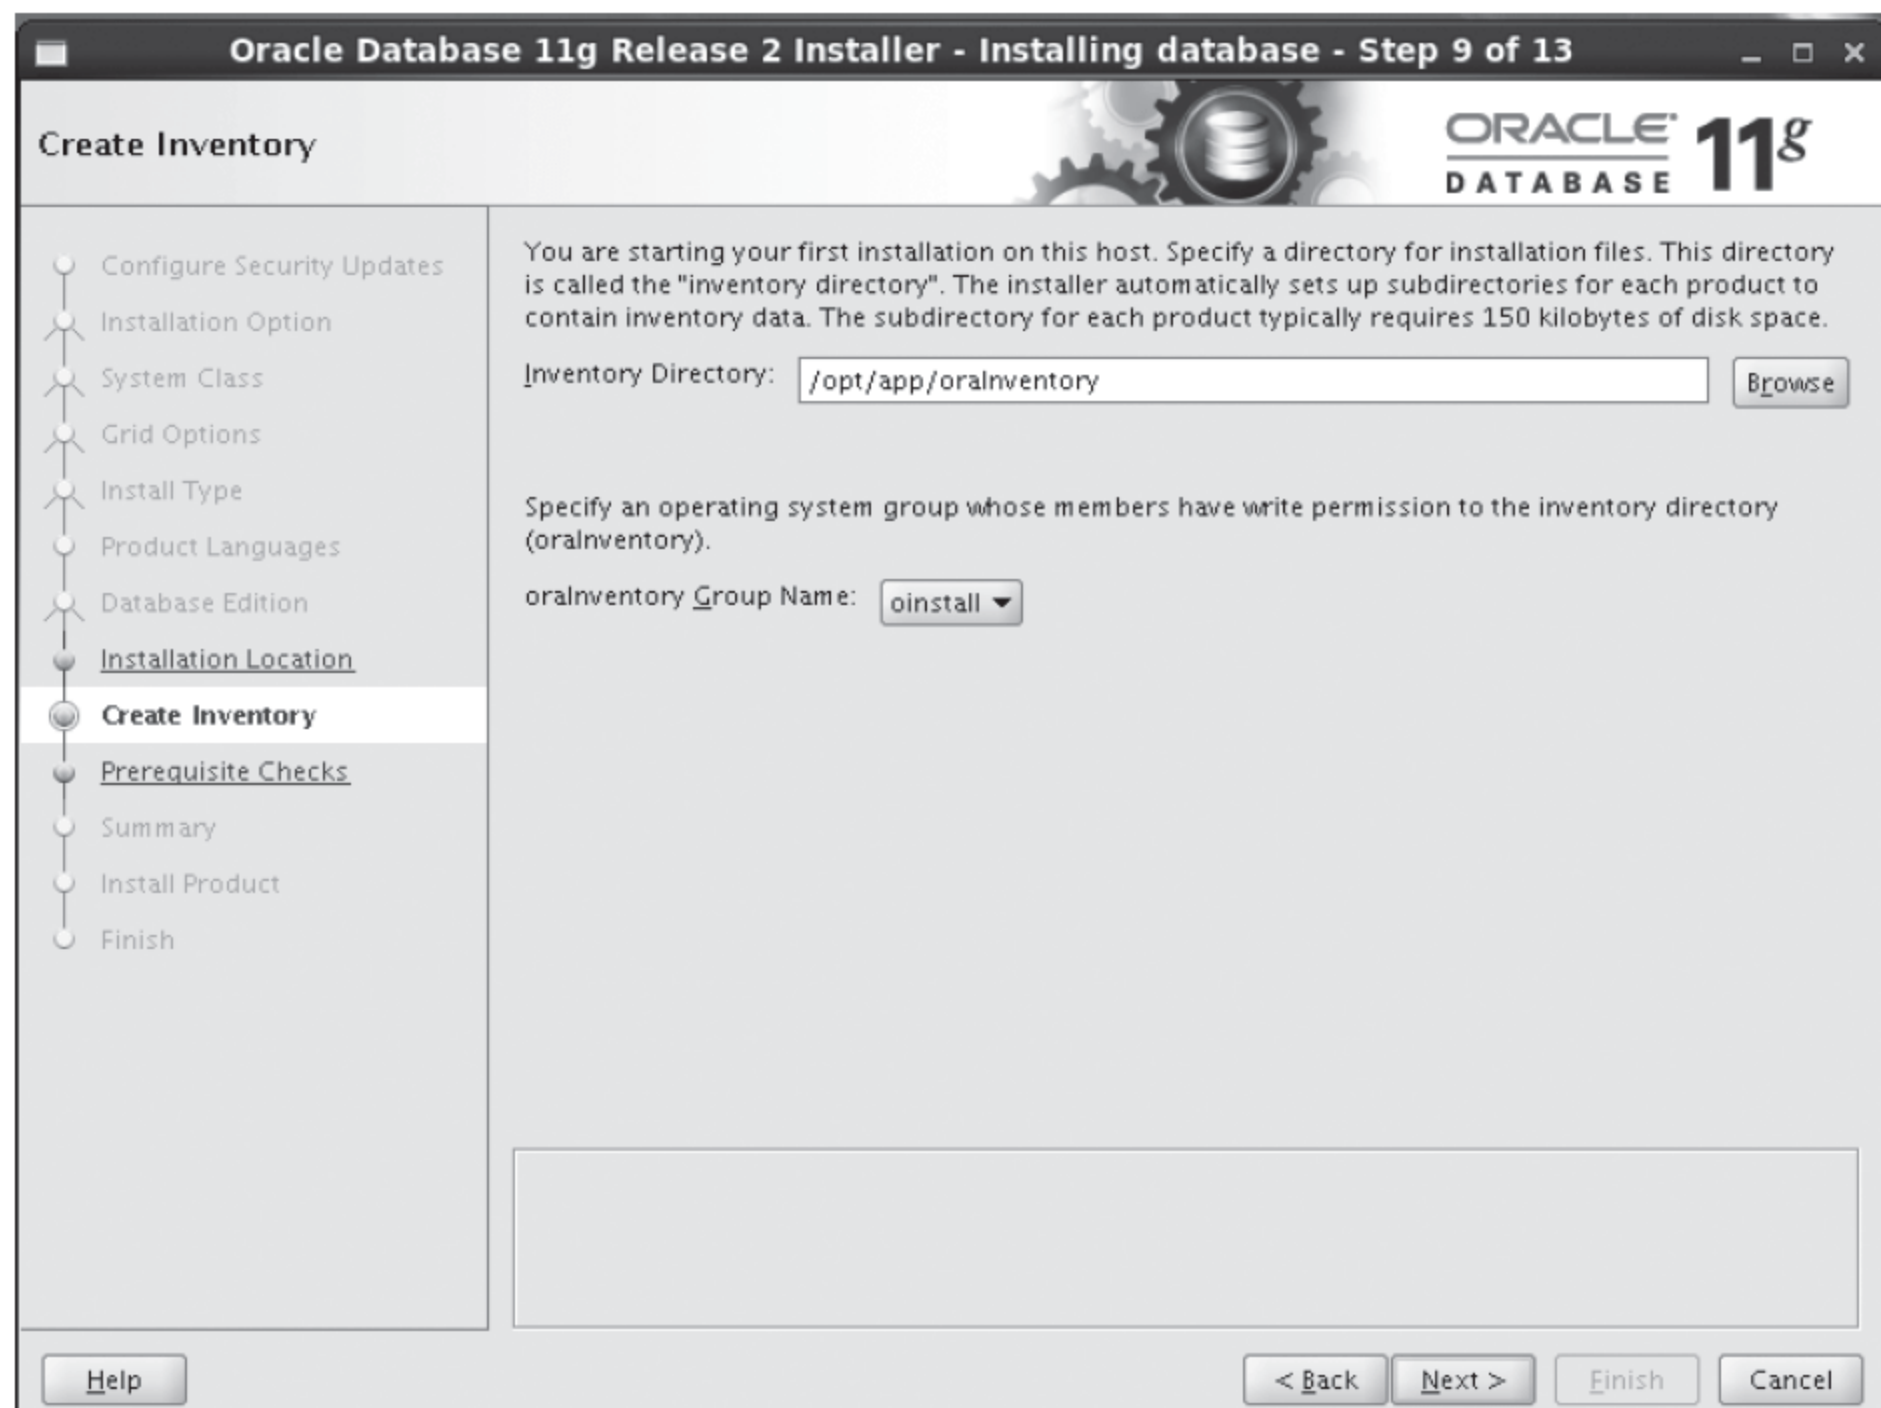 Oracle Database 11g Release 2 Installer - Installing database - Step 9 of 13
Create Inventory
ORACLE
DATABASE
11g
Configure Security Updates
Installation Option
System Class
Grid Options
Install Type
Product Languages
Database Edition
Installation Location
Create Inventory
Prerequisite Checks
Summary
Install Product
Finish
You are starting your first installation on this host. Specify a directory for installation files. This directory
is called the "inventory directory". The installer automatically sets up subdirectories for each product to
contain inventory data. The subdirectory for each product typically requires 150 kilobytes of disk space.
Inventory Directory: /opt/app/oraInventory Browse
Specify an operating system group whose members have write permission to the inventory directory
(oraInventory).
oraInventory Group Name: oinstall
Help < Back Next > Finish Cancel